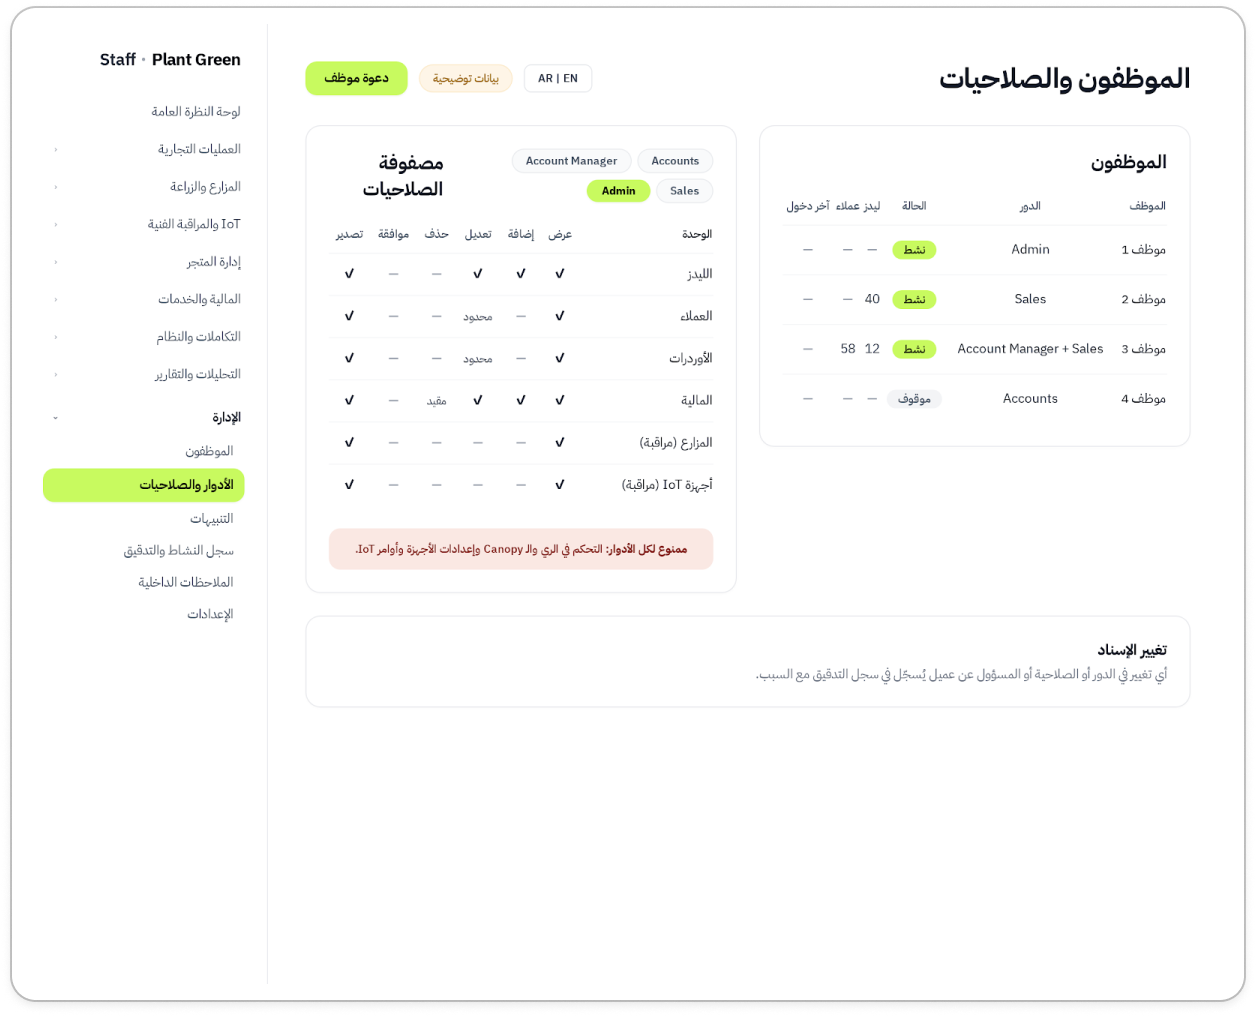 Plant Green • Staff
لوحة النظرة العامة
العمليات التجارية
المزارع والزراعة
IoT والمراقبة الفنية
إدارة المتجر
المالية والخدمات
التكاملات والنظام
التحليلات والتقارير
الإدارة
الموظفون
الأدوار والصلاحيات
التنبيهات
سجل النشاط والتدقيق
الملاحظات الداخلية
الإعدادات
الموظفون والصلاحيات
AR | EN
بيانات توضيحية
دعوة موظف
الموظفون
الموظف الدور الحالة ليدز عملاء آخر دخول
موظف 1 Admin نشط — — —
موظف 2 Sales نشط 40 — —
موظف 3 Account Manager + Sales نشط 12 58 —
موظف 4 Accounts موقوف — — —
مصفوفة
الصلاحيات
Accounts Account Manager
Sales Admin
الوحدة عرض إضافة تعديل حذف موافقة تصدير
الليدز ✓ ✓ ✓ — — ✓
العملاء ✓ — محدود — — ✓
الأوردرات ✓ — محدود — — ✓
المالية ✓ ✓ ✓ مقيد — ✓
المزارع (مراقبة) ✓ — — — — ✓
أجهزة IoT (مراقبة) ✓ — — — — ✓
ممنوع لكل الأدوار: التحكم في الري والـ Canopy وإعدادات الأجهزة وأوامر IoT.
تغيير الإسناد
أي تغيير في الدور أو الصلاحية أو المسؤول عن عميل يُسجّل في سجل التدقيق مع السبب.